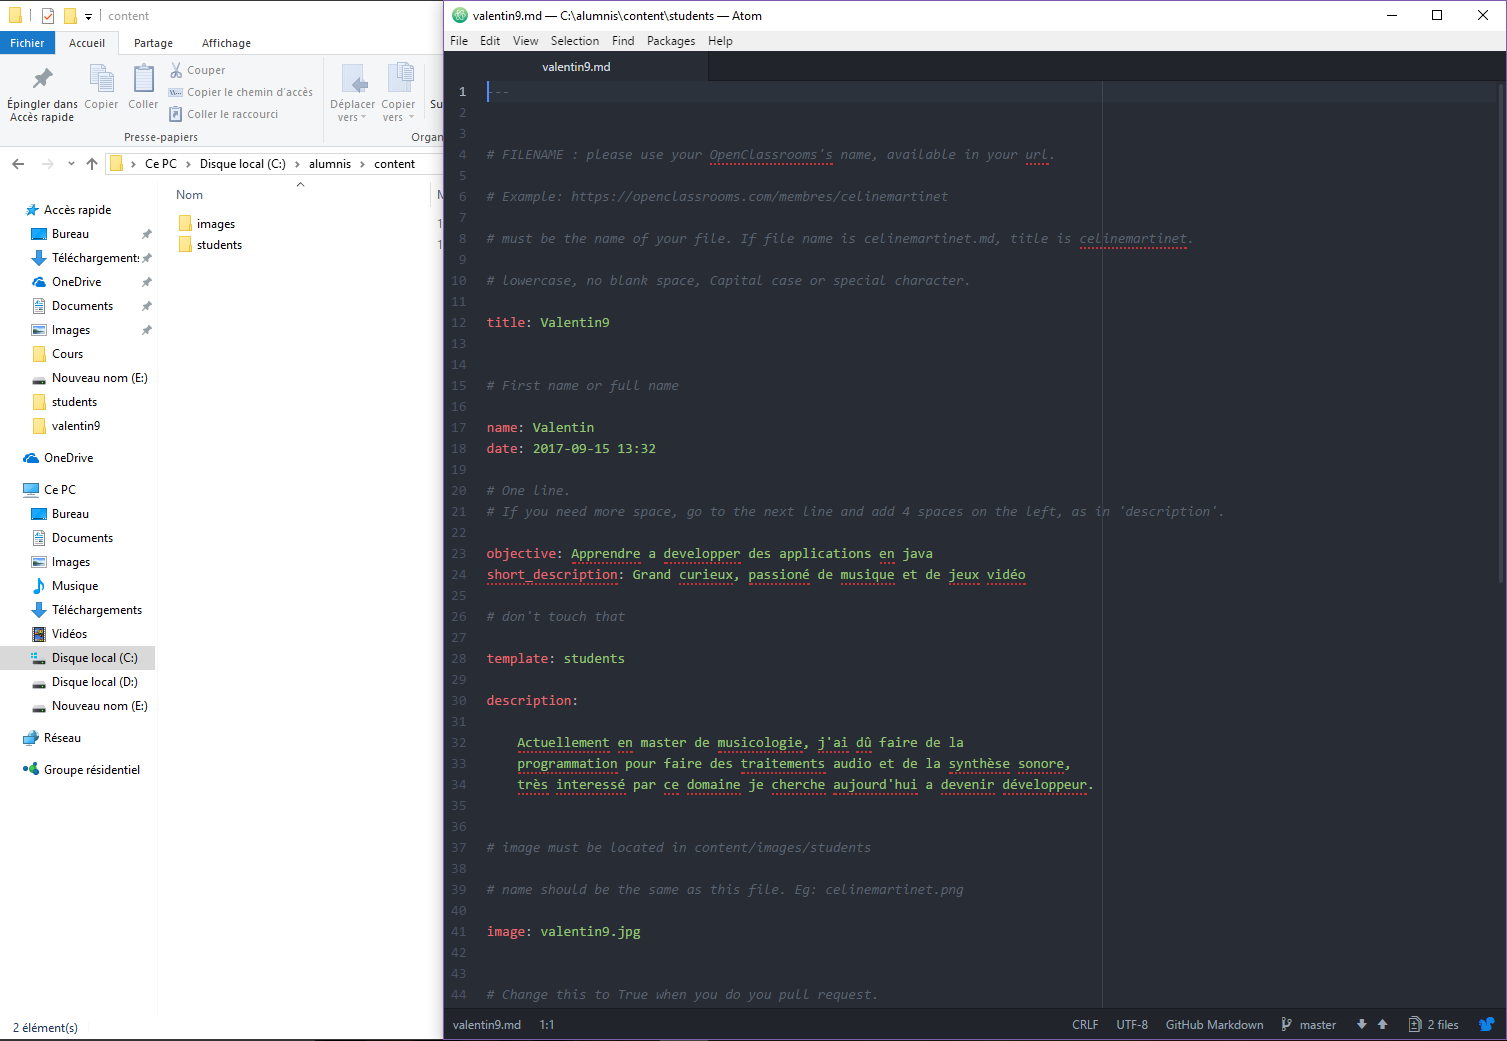 content
Fichier
Accueil
Partage
Affichage
Épingler dans
Accès rapide
Copier
Coller
Couper
Copier le chemin d'accès
Coller le raccourci
Presse-papiers
Déplacer
vers
Copier
vers
Su
Organ
Ce PC > Disque local (C:) > alumnis > content
Nom
images
students
Accès rapide
Bureau
Téléchargements
OneDrive
Documents
Images
Cours
Nouveau nom (E:)
students
valentin9
OneDrive
Ce PC
Bureau
Documents
Images
Musique
Téléchargements
Vidéos
Disque local (C:)
Disque local (D:)
Nouveau nom (E:)
Réseau
Groupe résidentiel
2 élément(s)
valentin9.md — C:\alumnis\content\students — Atom
File Edit View Selection Find Packages Help
valentin9.md
1 ---
2
3
4 # FILENAME : please use your OpenClassrooms's name, available in your url.
5
6 # Example: https://openclassrooms.com/membres/celinemartinet
7
8 # must be the name of your file. If file name is celinemartinet.md, title is celinemartinet.
9
10 # lowercase, no blank space, Capital case or special character.
11
12 title: Valentin9
13
14
15 # First name or full name
16
17 name: Valentin
18 date: 2017-09-15 13:32
19
20 # One line.
21 # If you need more space, go to the next line and add 4 spaces on the left, as in 'description'.
22
23 objective: Apprendre a developper des applications en java
24 short_description: Grand curieux, passioné de musique et de jeux vidéo
25
26 # don't touch that
27
28 template: students
29
30 description:
31
32 Actuellement en master de musicologie, j'ai dû faire de la
33 programmation pour faire des traitements audio et de la synthèse sonore,
34 très interessé par ce domaine je cherche aujourd'hui a devenir développeur.
35
36
37 # image must be located in content/images/students
38
39 # name should be the same as this file. Eg: celinemartinet.png
40
41 image: valentin9.jpg
42
43
44 # Change this to True when you do you pull request.
valentin9.md 1:1 CRLF UTF-8 GitHub Markdown master 2 files